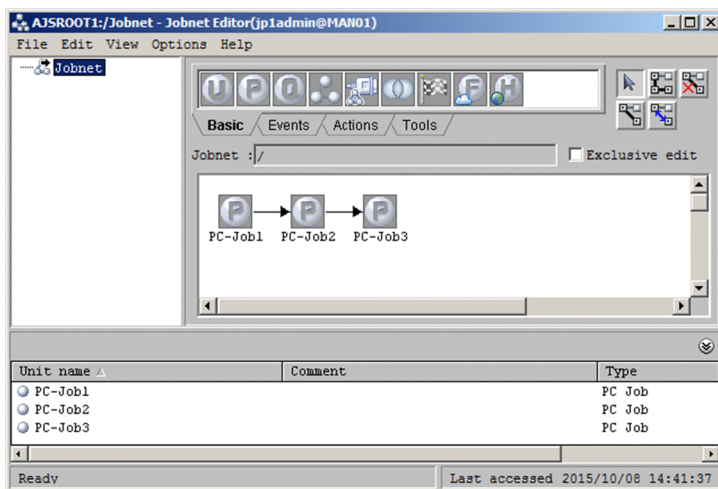 AJSROOT1:/Jobnet - Jobnet Editor(jp1admin@MAN01)
File Edit View Options Help
Jobnet
U P Q F H
Basic Events Actions Tools
Jobnet : /
Exclusive edit
P P P
PC-Job1 PC-Job2 PC-Job3
Unit name Comment Type
PC-Job1 PC Job
PC-Job2 PC Job
PC-Job3 PC Job
Ready Last accessed 2015/10/08 14:41:37